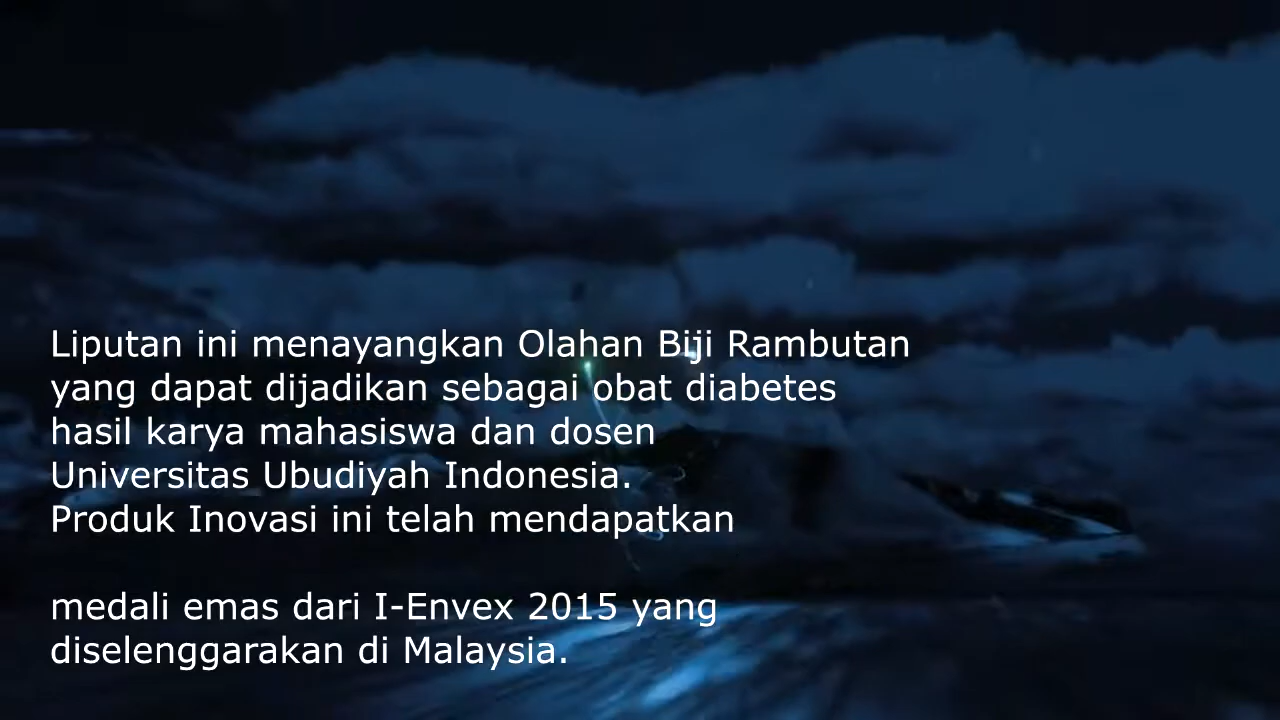 Liputan ini menayangkan Olahan Biji Rambutan
yang dapat dijadikan sebagai obat diabetes
hasil karya mahasiswa dan dosen
Universitas Ubudiyah Indonesia.
Produk Inovasi ini telah mendapatkan
medali emas dari I-Envex 2015 yang
diselenggarakan di Malaysia.